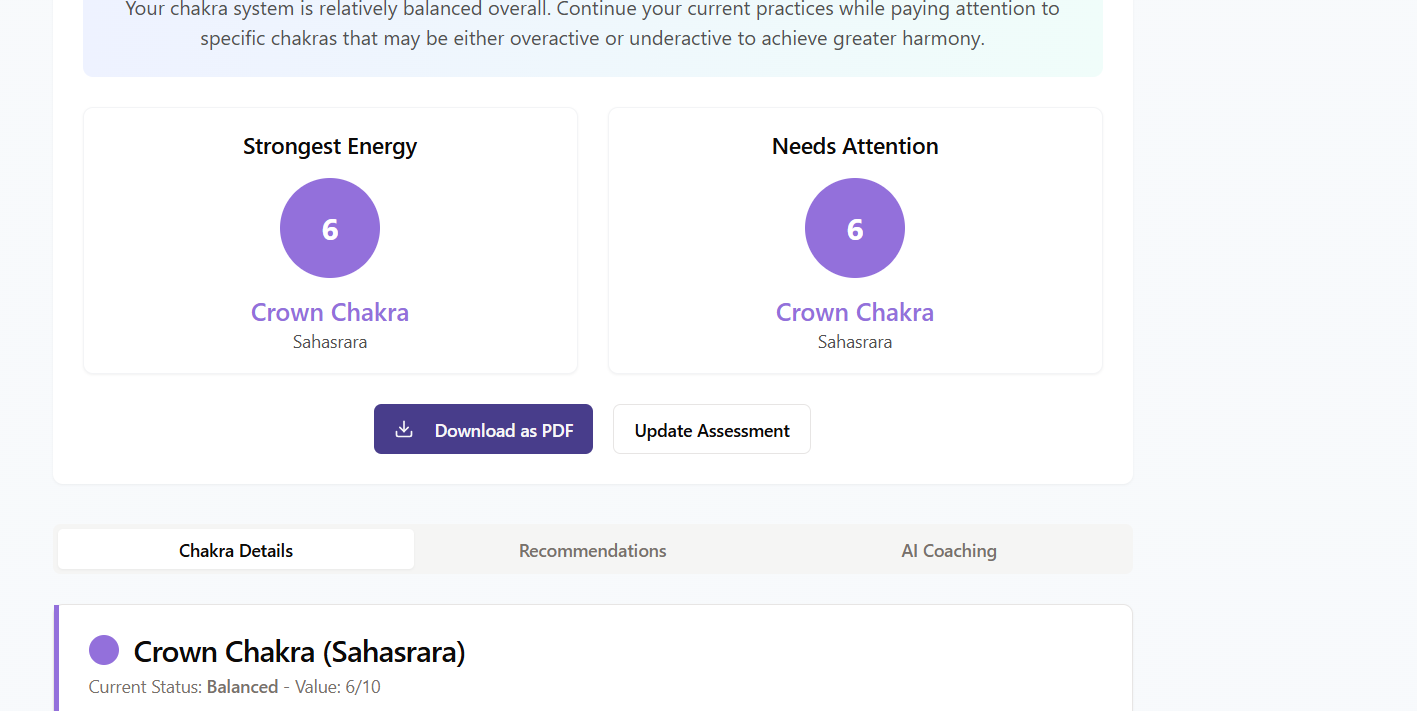 Your chakra system is relatively balanced overall. Continue your current practices while paying attention to
specific chakras that may be either overactive or underactive to achieve greater harmony.
Strongest Energy
6
Crown Chakra
Sahasrara
Needs Attention
6
Crown Chakra
Sahasrara
Download as PDF
Update Assessment
Chakra Details
Recommendations
AI Coaching
Crown Chakra (Sahasrara)
Current Status: Balanced - Value: 6/10